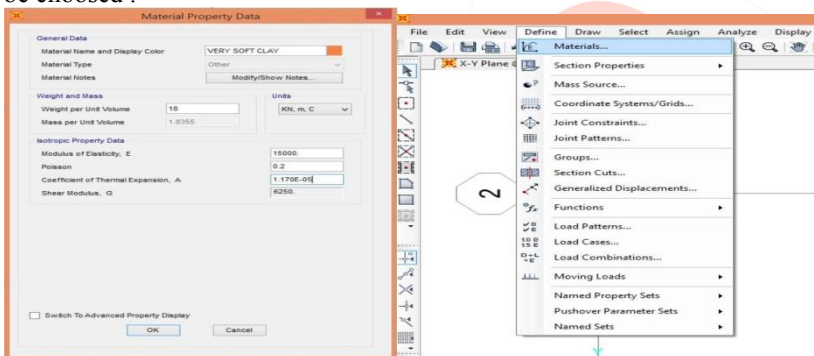 be choosed :
Material Property Data
General Data
Material Name and Display Color VERY SOFT CLAY
Material Type Other
Material Notes Modify/Show Notes...
Weight and Mass Units
Weight per Unit Volume 18 KN, m, C
Mass per Unit Volume 1.8355
Isotropic Property Data
Modulus of Elasticity, E 15000.
Poisson 0.2
Coefficient of Thermal Expansion, A 1.170E-05
Shear Modulus, G 6250.
Switch To Advanced Property Display
OK Cancel
File Edit View Define Draw Select Assign Analyze Display
X-Y Plane
Materials...
Section Properties
Mass Source...
Coordinate Systems/Grids...
Joint Constraints...
Joint Patterns...
Groups...
Section Cuts...
Generalized Displacements...
Functions
Load Patterns...
Load Cases...
Load Combinations...
Moving Loads
Named Property Sets
Pushover Parameter Sets
Named Sets
2